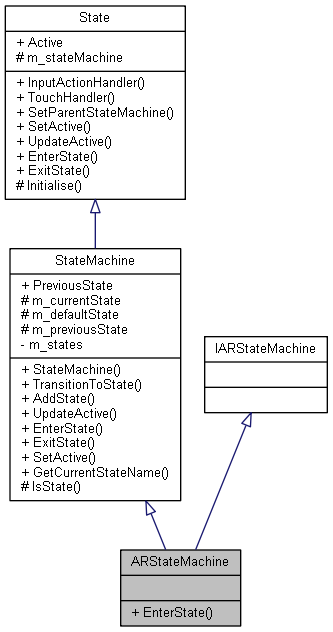 State
+ Active
# m_stateMachine
+ InputActionHandler()
+ TouchHandler()
+ SetParentStateMachine()
+ SetActive()
+ UpdateActive()
+ EnterState()
+ ExitState()
# Initialise()
StateMachine
+ PreviousState
# m_currentState
# m_defaultState
# m_previousState
- m_states
+ StateMachine()
+ TransitionToState()
+ AddState()
+ UpdateActive()
+ EnterState()
+ ExitState()
+ SetActive()
+ GetCurrentStateName()
# IsState()
IARStateMachine
ARStateMachine
+ EnterState()